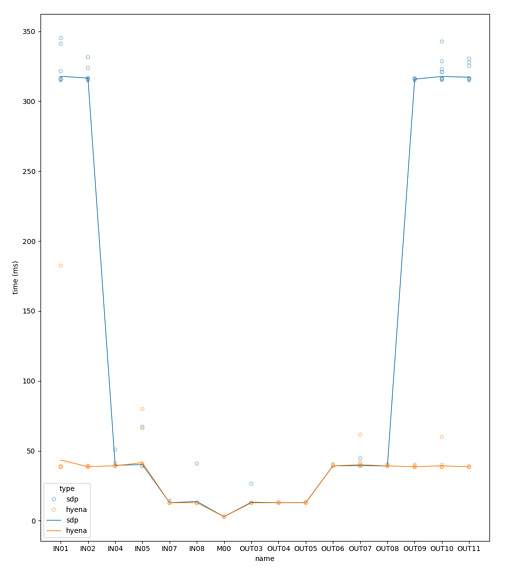 350
300
250
200
150
100
50
0
time (ms)
type
sdp
hyena
sdp
hyena
IN01 IN02 IN04 IN05 IN07 IN08 M00 OUT03 OUT04 OUT05 OUT06 OUT07 OUT08 OUT09 OUT10 OUT11
name